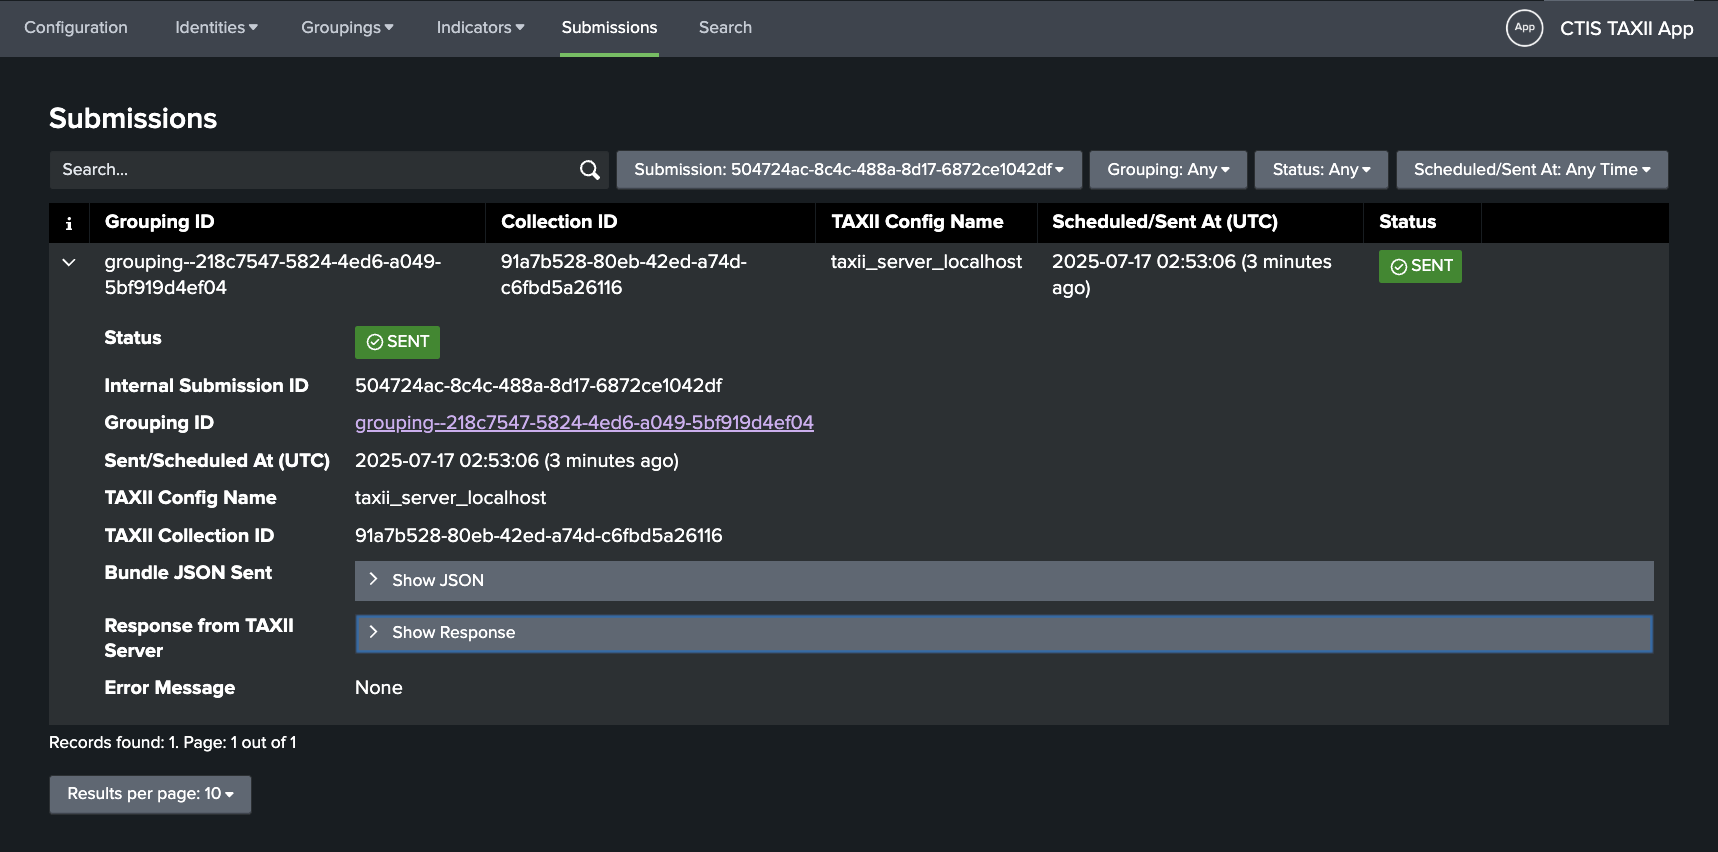 Configuration Identities Groupings Indicators Submissions Search App CTIS TAXII App
Submissions
Search... Submission: 504724ac-8c4c-488a-8d17-6872ce1042df Grouping: Any Status: Any Scheduled/Sent At: Any Time
i Grouping ID Collection ID TAXII Config Name Scheduled/Sent At (UTC) Status
grouping--218c7547-5824-4ed6-a049- 91a7b528-80eb-42ed-a74d- taxii_server_localhost 2025-07-17 02:53:06 (3 minutes SENT
5bf919d4ef04 c6fbd5a26116 ago)
Status SENT
Internal Submission ID 504724ac-8c4c-488a-8d17-6872ce1042df
Grouping ID grouping--218c7547-5824-4ed6-a049-5bf919d4ef04
Sent/Scheduled At (UTC) 2025-07-17 02:53:06 (3 minutes ago)
TAXII Config Name taxii_server_localhost
TAXII Collection ID 91a7b528-80eb-42ed-a74d-c6fbd5a26116
Bundle JSON Sent Show JSON
Response from TAXII Show Response
Server
Error Message None
Records found: 1. Page: 1 out of 1
Results per page: 10